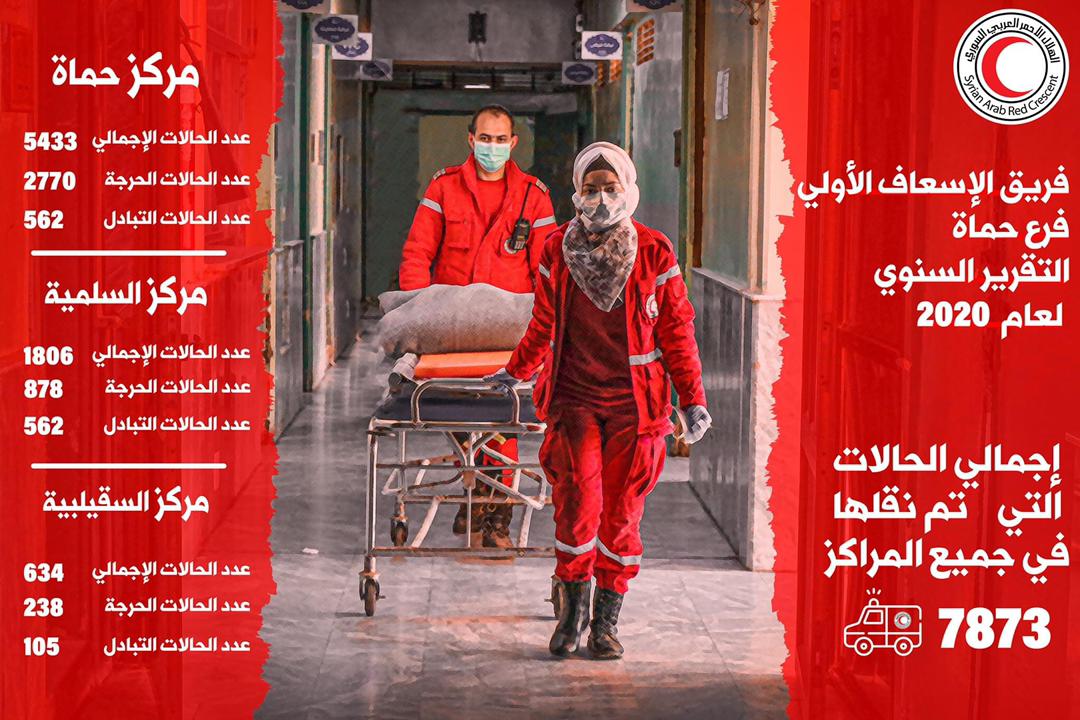 الهلال الأحمر العربي السوري
Syrian Arab Red Crescent
فريق الإسعاف الأولي
فرع حماة
التقرير السنوي
لعام 2020
إجمالي الحالات
التي تم نقلها
في جميع المراكز
7873
مركز حماة
عدد الحالات الإجمالي 5433
عدد الحالات الحرجة 2770
عدد الحالات التبادل 562
مركز السلمية
عدد الحالات الإجمالي 1806
عدد الحالات الحرجة 878
عدد الحالات التبادل 562
مركز السقيلبية
عدد الحالات الإجمالي 634
عدد الحالات الحرجة 238
عدد الحالات التبادل 105